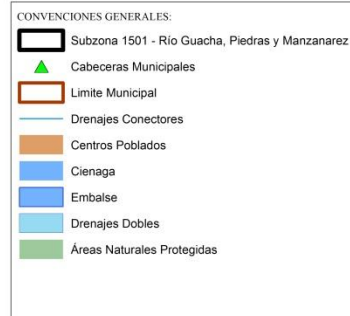 CONVENCIONES GENERALES:
Subzona 1501 - Río Guacha, Piedras y Manzanarez
Cabeceras Municipales
Limite Municipal
Drenajes Conectores
Centros Poblados
Cienaga
Embalse
Drenajes Dobles
Áreas Naturales Protegidas